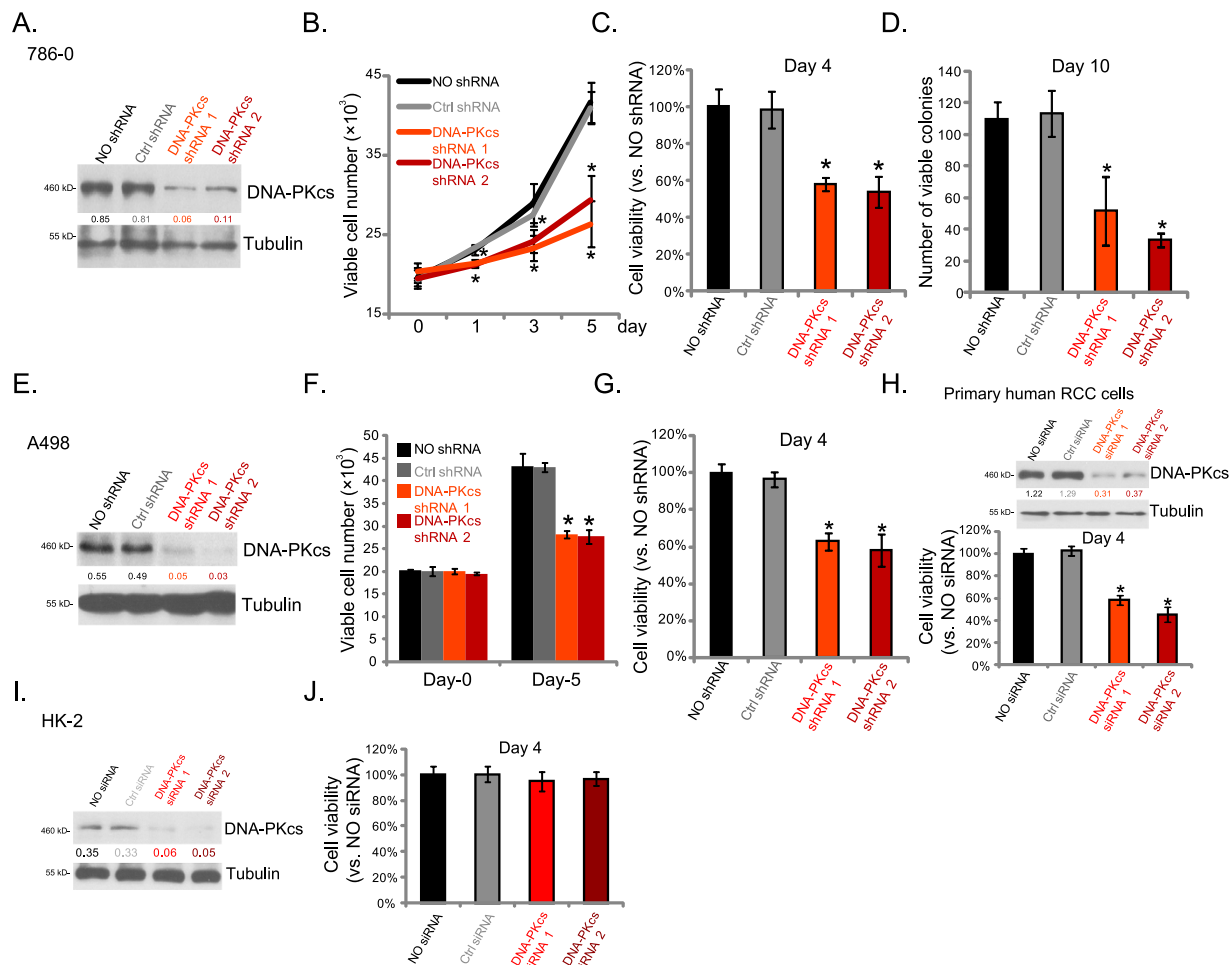 A.
786-0
NO shRNA
Ctrl shRNA
DNA-PKcs
shRNA 1
DNA-PKcs
shRNA 2
460 kD-
DNA-PKcs
0.85 0.81 0.06 0.11
55 kD-
Tubulin
B.
Viable cell number (×10³)
45
35
25
15
NO shRNA
Ctrl shRNA
DNA-PKcs
shRNA 1
DNA-PKcs
shRNA 2
* * * * * *
0 1 3 5 day
C.
Day 4
Cell viability (vs. NO shRNA)
120%
100%
80%
60%
40%
20%
0%
* *
NO shRNA
Ctrl shRNA
DNA-PKcs
shRNA 1
DNA-PKcs
shRNA 2
D.
Day 10
Number of viable colonies
140
120
100
80
60
40
20
0
* *
NO shRNA
Ctrl shRNA
DNA-PKcs
shRNA 1
DNA-PKcs
shRNA 2
E.
A498
NO shRNA
Ctrl shRNA
DNA-PKcs
shRNA 1
DNA-PKcs
shRNA 2
460 kD-
DNA-PKcs
0.55 0.49 0.05 0.03
55 kD-
Tubulin
F.
Viable cell number (×10³)
50
45
40
35
30
25
20
15
10
5
0
NO shRNA
Ctrl shRNA
DNA-PKcs
shRNA 1
DNA-PKcs
shRNA 2
* *
Day-0 Day-5
G.
Day 4
Cell viability (vs. NO shRNA)
120%
100%
80%
60%
40%
20%
0%
* *
NO shRNA
Ctrl shRNA
DNA-PKcs
shRNA 1
DNA-PKcs
shRNA 2
H.
Primary human RCC cells
NO siRNA
Ctrl siRNA
DNA-PKcs
siRNA 1
DNA-PKcs
siRNA 2
460 kD-
DNA-PKcs
1.22 1.29 0.31 0.37
55 kD-
Tubulin
Day 4
Cell viability
(vs. NO siRNA)
100%
80%
60%
40%
20%
0%
* *
NO siRNA
Ctrl siRNA
DNA-PKcs
siRNA 1
DNA-PKcs
siRNA 2
I.
HK-2
NO siRNA
Ctrl siRNA
DNA-PKcs
siRNA 1
DNA-PKcs
siRNA 2
460 kD-
DNA-PKcs
0.35 0.33 0.06 0.05
55 kD-
Tubulin
J.
Day 4
Cell viability
(vs. NO siRNA)
120%
100%
80%
60%
40%
20%
0%
NO siRNA
Ctrl siRNA
DNA-PKcs
siRNA 1
DNA-PKcs
siRNA 2